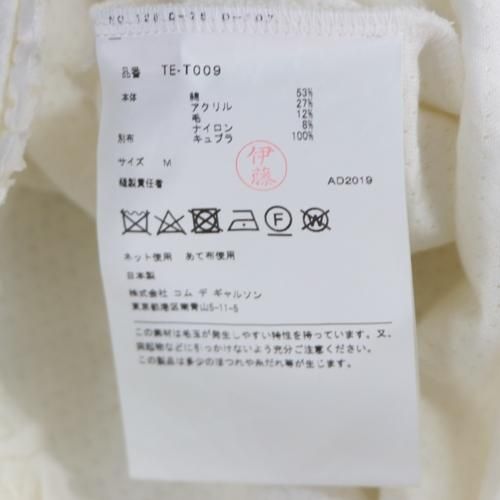 品番 TE-T009
本体 綿 53%
アクリル 27%
毛 12%
ナイロン 8%
別布 キュプラ 100%
サイズ M
伊藤
縫製責任者 AD2019
F W
ネット使用 あて布使用
日本製
株式会社 コム デ ギャルソン
東京都港区南青山5-11-5
この素材は毛玉が発生しやすい特性を持っています。又、
突起物などに引っかけないよう充分ご注意ください。
この製品は多少のほつれや糸だれ等が生じます。